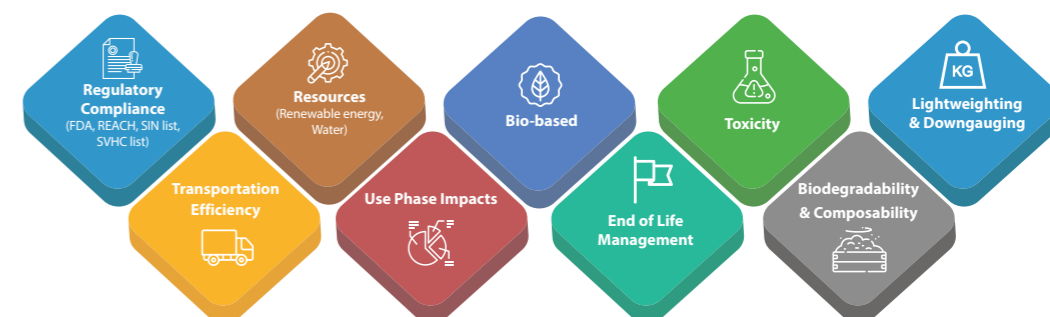 Regulatory
Compliance
(FDA, REACH, SIN list,
SVHC list)
Resources
(Renewable energy,
Water)
Bio-based
Toxicity
KG
Lightweighting
& Downgauging
Transportation
Efficiency
Use Phase Impacts
End of Life
Management
Biodegradability
& Composability